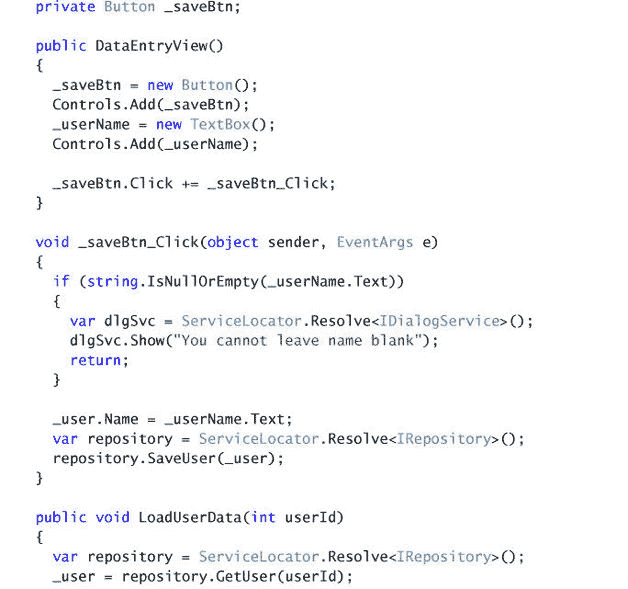 private Button _saveBtn;
public DataEntryView()
{
_saveBtn = new Button();
Controls.Add(_saveBtn);
_userName = new TextBox();
Controls.Add(_userName);
_saveBtn.Click += _saveBtn_Click;
}
void _saveBtn_Click(object sender, EventArgs e)
{
if (string.IsNullOrEmpty(_userName.Text))
{
var dlgSvc = ServiceLocator.Resolve<IDialogService>();
dlgSvc.Show("You cannot leave name blank");
return;
}
_user.Name = _userName.Text;
var repository = ServiceLocator.Resolve<IRepository>();
repository.SaveUser(_user);
}
public void LoadUserData(int userId)
{
var repository = ServiceLocator.Resolve<IRepository>();
_user = repository.GetUser(userId);